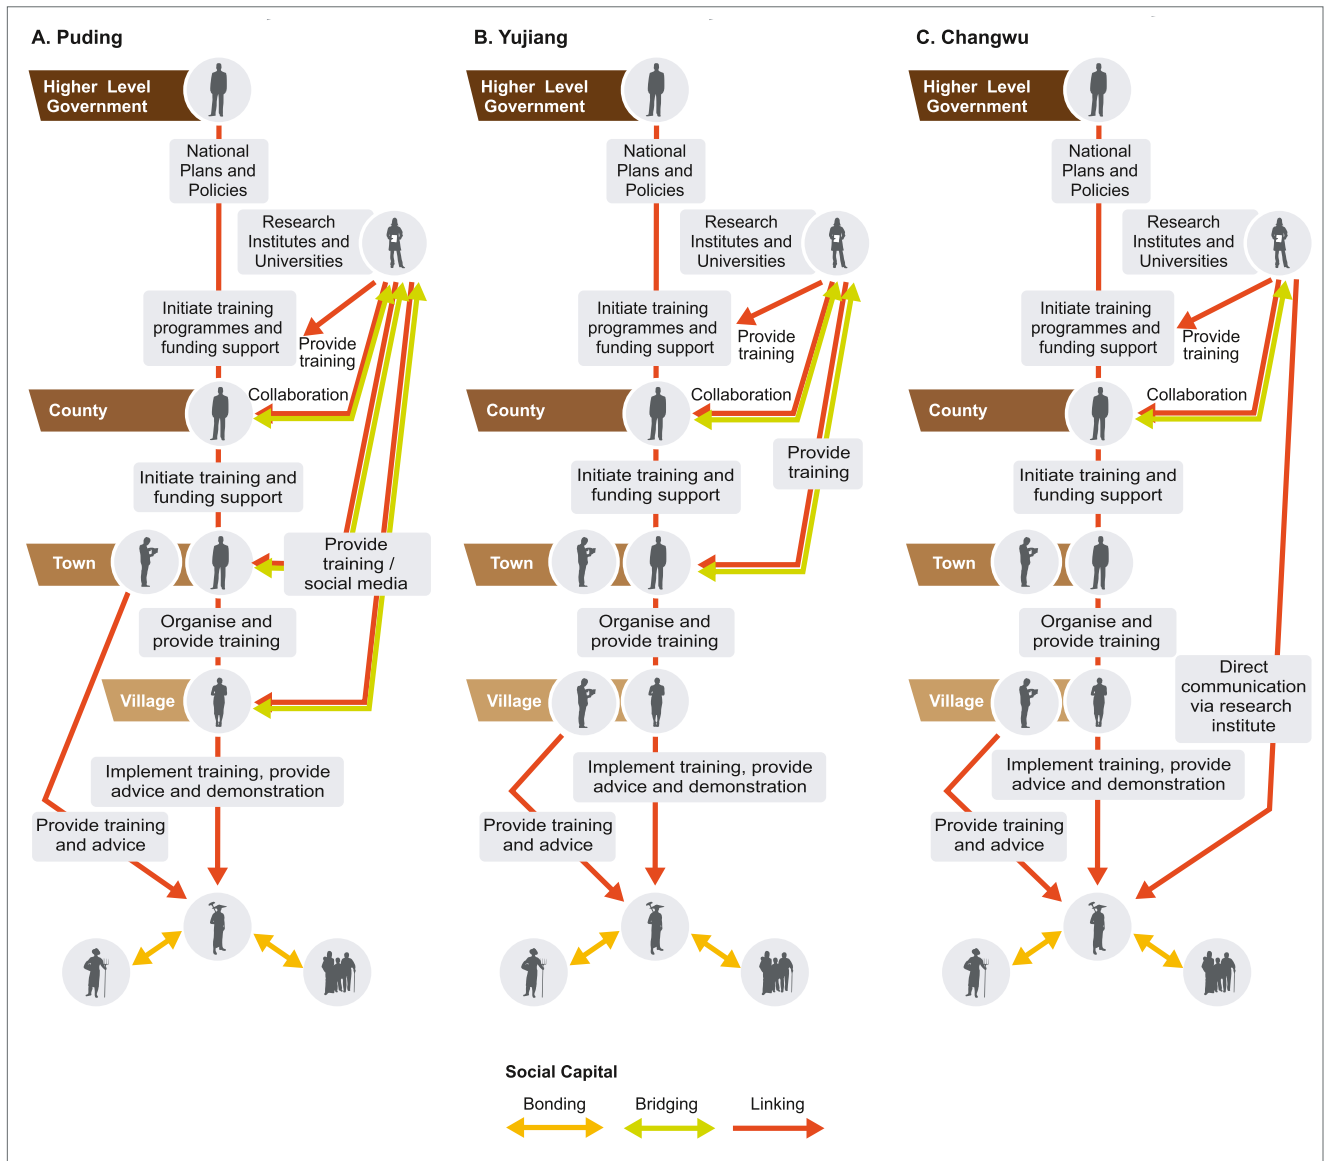 A. Puding
Higher Level
Government
National
Plans and
Policies
Research
Institutes and
Universities
Initiate training
programmes and
funding support
Provide
training
Collaboration
County
Initiate training and
funding support
Town
Provide
training /
social media
Organise and
provide training
Village
Implement training, provide
advice and demonstration
Provide training
and advice
B. Yujiang
Higher Level
Government
National
Plans and
Policies
Research
Institutes and
Universities
Initiate training
programmes and
funding support
Provide
training
Collaboration
County
Provide
training
Initiate training and
funding support
Town
Organise and
provide training
Village
Implement training, provide
advice and demonstration
Provide training
and advice
C. Changwu
Higher Level
Government
National
Plans and
Policies
Research
Institutes and
Universities
Initiate training
programmes and
funding support
Provide
training
Collaboration
County
Initiate training and
funding support
Town
Organise and
provide training
Direct
communication
via research
institute
Village
Implement training, provide
advice and demonstration
Provide training
and advice
Social Capital
Bonding
Bridging
Linking